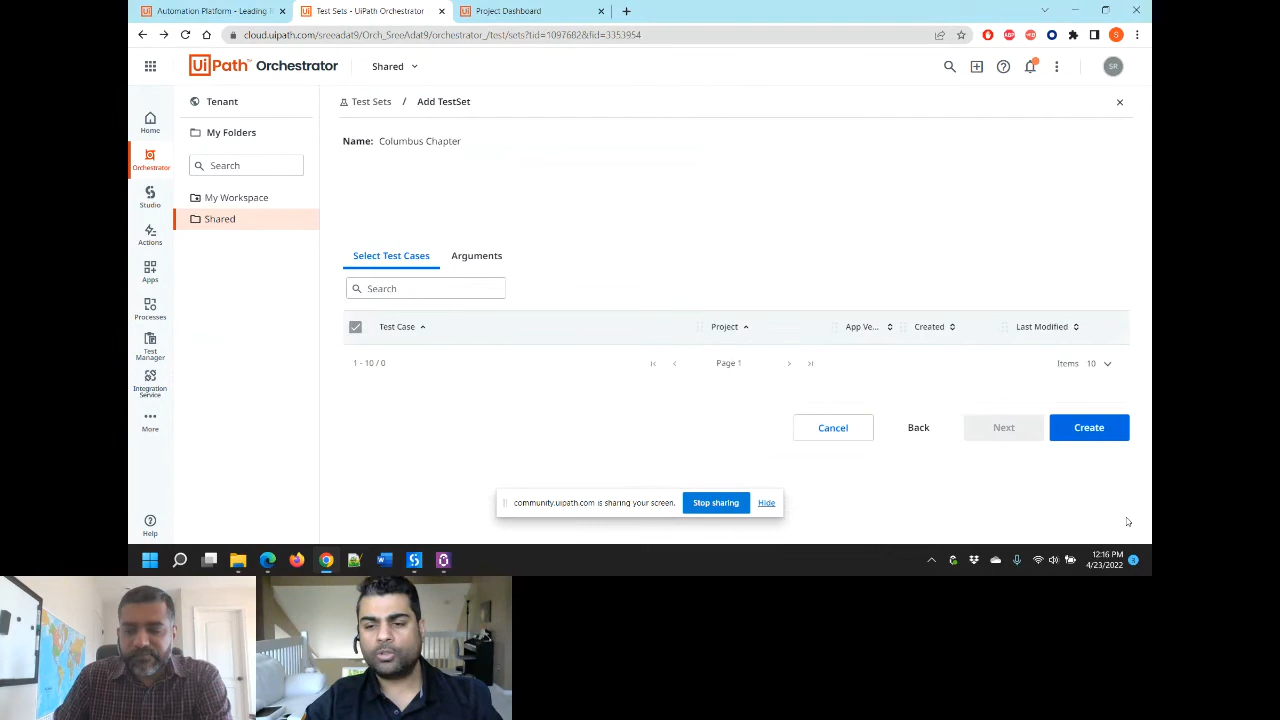 Automation Platform - Leading R
Test Sets - UiPath Orchestrator
Project Dashboard
cloud.uipath.com/sreeadat9/Orch_SreeAdat9/orchestrator_/test/sets?tid=1097682&fid=3353954
UiPath Orchestrator
Shared
SR
Tenant
My Folders
Search
My Workspace
Shared
Home
Orchestrator
Studio
Actions
Apps
Processes
Test Manager
Integration Service
More
Help
Test Sets / Add TestSet
Name: Columbus Chapter
Select Test Cases Arguments
Search
Test Case Project App Ve... Created Last Modified
1 - 10 / 0 Page 1 Items 10
Cancel Back Next Create
community.uipath.com is sharing your screen. Stop sharing Hide
12:16 PM
4/23/2022